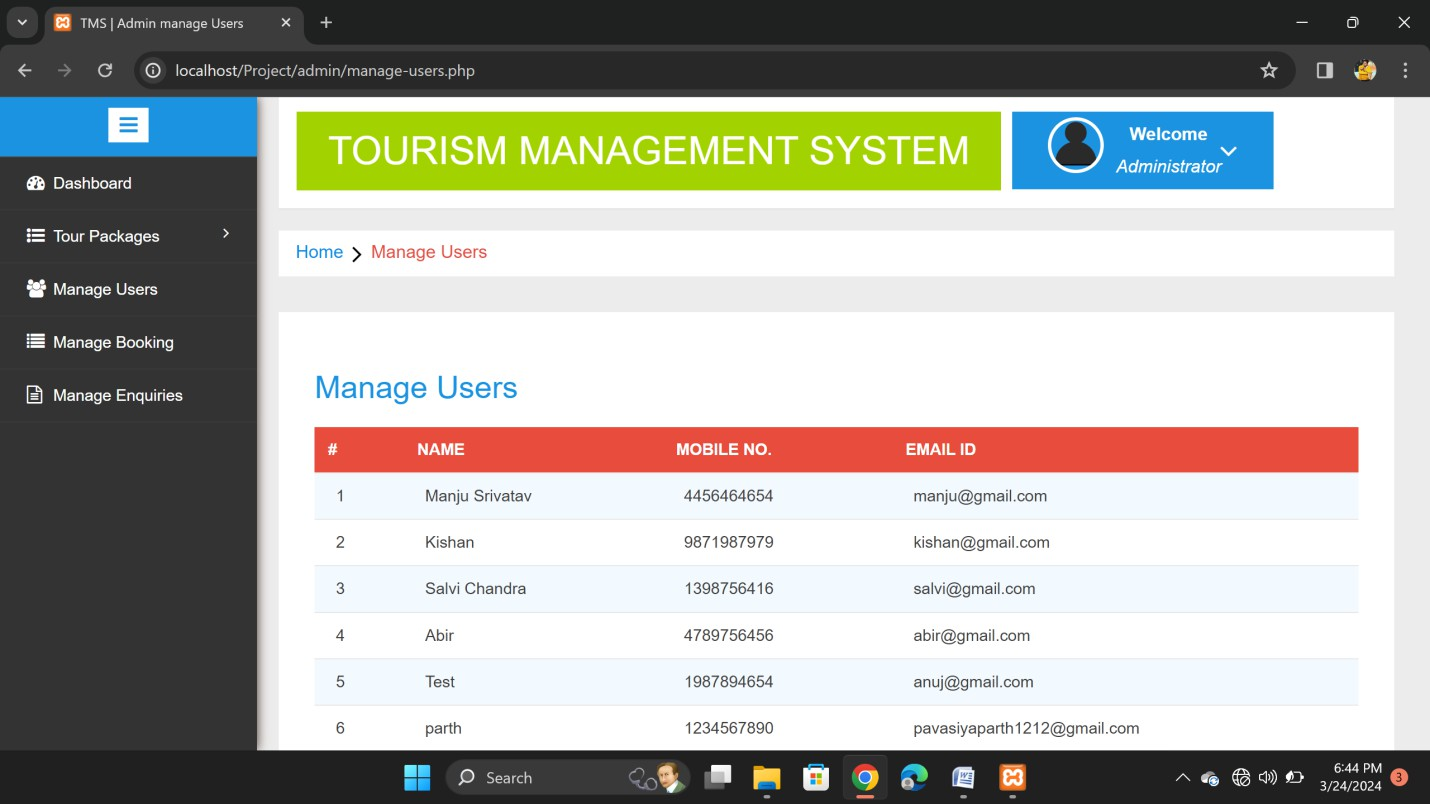 TMS | Admin manage Users
localhost/Project/admin/manage-users.php
TOURISM MANAGEMENT SYSTEM
Welcome
Administrator
Dashboard
Tour Packages
Manage Users
Manage Booking
Manage Enquiries
Home Manage Users
Manage Users
# NAME MOBILE NO. EMAIL ID
1 Manju Srivatav 4456464654 manju@gmail.com
2 Kishan 9871987979 kishan@gmail.com
3 Salvi Chandra 1398756416 salvi@gmail.com
4 Abir 4789756456 abir@gmail.com
5 Test 1987894654 anuj@gmail.com
6 parth 1234567890 pavasiyaparth1212@gmail.com
Search
6:44 PM
3/24/2024
3